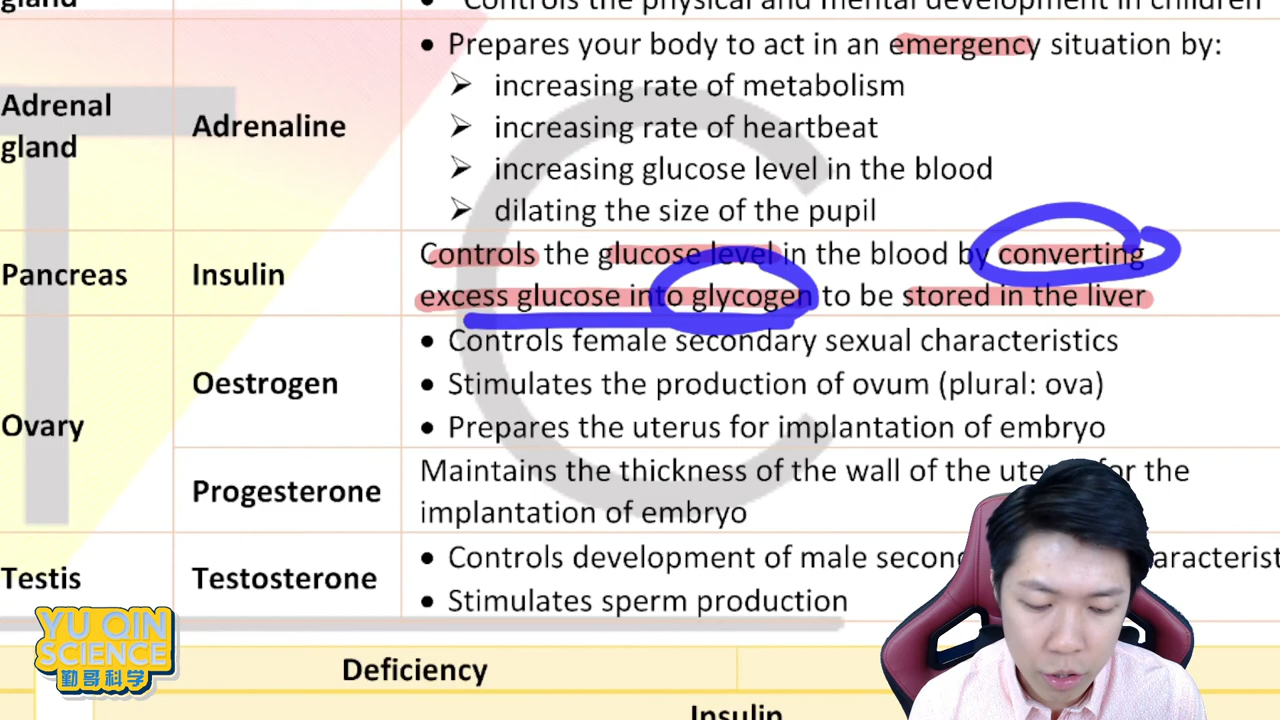 gland
Controls the physical and mental development in children
Adrenal gland
Adrenaline
• Prepares your body to act in an emergency situation by:
➤ increasing rate of metabolism
➤ increasing rate of heartbeat
➤ increasing glucose level in the blood
➤ dilating the size of the pupil
Pancreas
Insulin
Controls the glucose level in the blood by converting
excess glucose into glycogen to be stored in the liver
Ovary
Oestrogen
• Controls female secondary sexual characteristics
• Stimulates the production of ovum (plural: ova)
• Prepares the uterus for implantation of embryo
Progesterone
Maintains the thickness of the wall of the for the
implantation of embryo
Testis
Testosterone
• Controls development of male
• Stimulates sperm production
YU QIN
SCIENCE
勤哥科学
Deficiency
Insulin